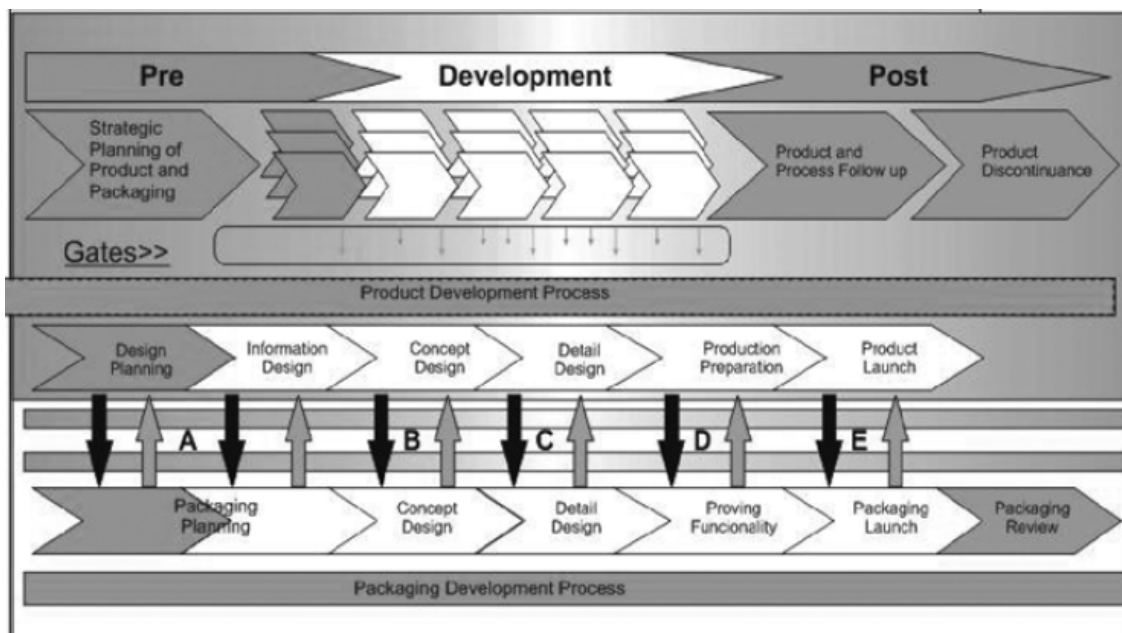 Pre
Development
Post
Strategic
Planning of
Product and
Packaging
Product and
Process Follow up
Product
Discontinuance
Gates>>
Product Development Process
Design
Planning
Information
Design
Concept
Design
Detail
Design
Production
Preparation
Product
Launch
A
B
C
D
E
Packaging
Planning
Concept
Design
Detail
Design
Proving
Funcionality
Packaging
Launch
Packaging
Review
Packaging Development Process